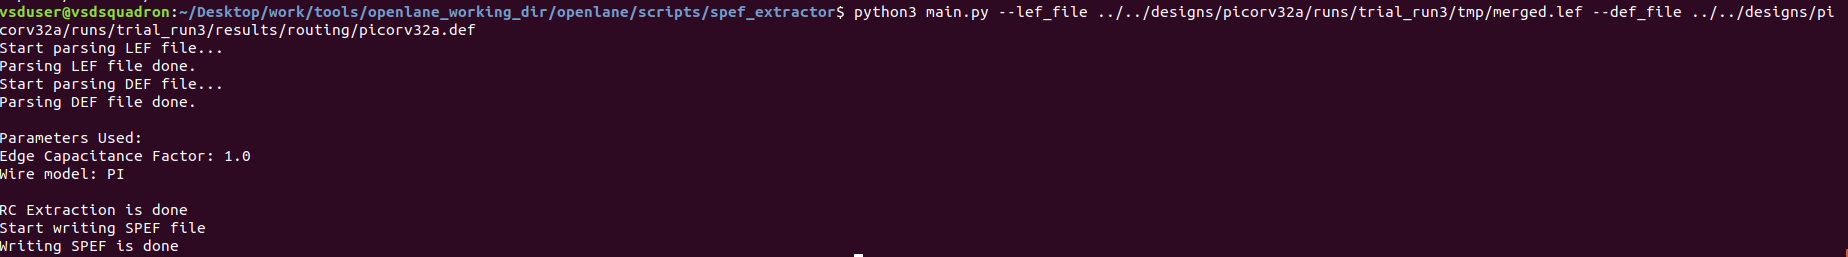 vsduser@vsdsquadron:~/Desktop/work/tools/openlane_working_dir/openlane/scripts/spef_extractor$ python3 main.py --lef_file ../../designs/picorv32a/runs/trial_run3/tmp/merged.lef --def_file ../../designs/pi
corv32a/runs/trial_run3/results/routing/picorv32a.def
Start parsing LEF file...
Parsing LEF file done.
Start parsing DEF file...
Parsing DEF file done.
Parameters Used:
Edge Capacitance Factor: 1.0
Wire model: PI
RC Extraction is done
Start writing SPEF file
Writing SPEF is done